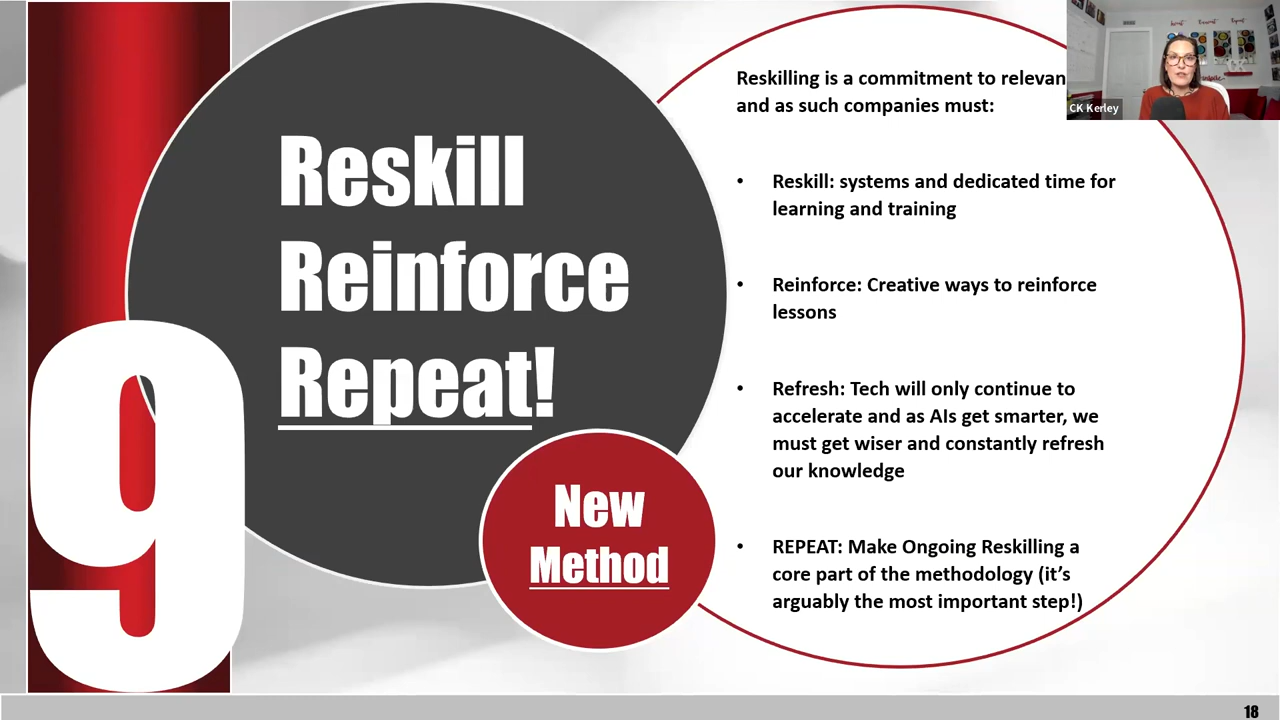 9
Reskill
Reinforce
Repeat!
New
Method
Reskilling is a commitment to
and as such companies must:
• Reskill: systems and dedicated time for
learning and training
• Reinforce: Creative ways to reinforce
lessons
• Refresh: Tech will only continue to
accelerate and as AIs get smarter, we
must get wiser and constantly refresh
our knowledge
• REPEAT: Make Ongoing Reskilling a
core part of the methodology (it's
arguably the most important step!)
CK Kerley
18